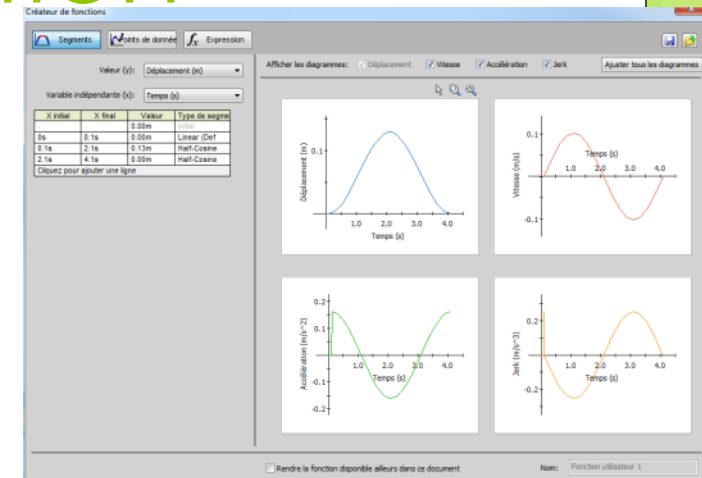 Créateur de fonctions
Segments
Points de donnée
fx Expression
Valeur (y): Déplacement (m)
Variable indépendante (x): Temps (s)
X initial X final Valeur Type de segme
- 0.00m Initial
0s 0.1s 0.00m Linear (Def
0.1s 2.1s 0.13m Half-Cosine
2.1s 4.1s 0.00m Half-Cosine
Cliquez pour ajouter une ligne
Afficher les diagrammes: Déplacement Vitesse Accélération Jerk Ajuster tous les diagrammes
Déplacement (m)
0.1
1.0 2.0 3.0 4.0
Temps (s)
Vitesse (m/s)
0.1
Temps (s)
1.0 2.0 3.0 4.0
-0.1
Accélération (m/s^2)
0.2
0.1
1.0 2.0 3.0 4.0
Temps (s)
-0.1
-0.2
Jerk (m/s^3)
0.2
1.0 2.0 3.0 4.0
Temps (s)
-0.2
Rendre la fonction disponible ailleurs dans ce document
Nom: Fonction utilisateur 1